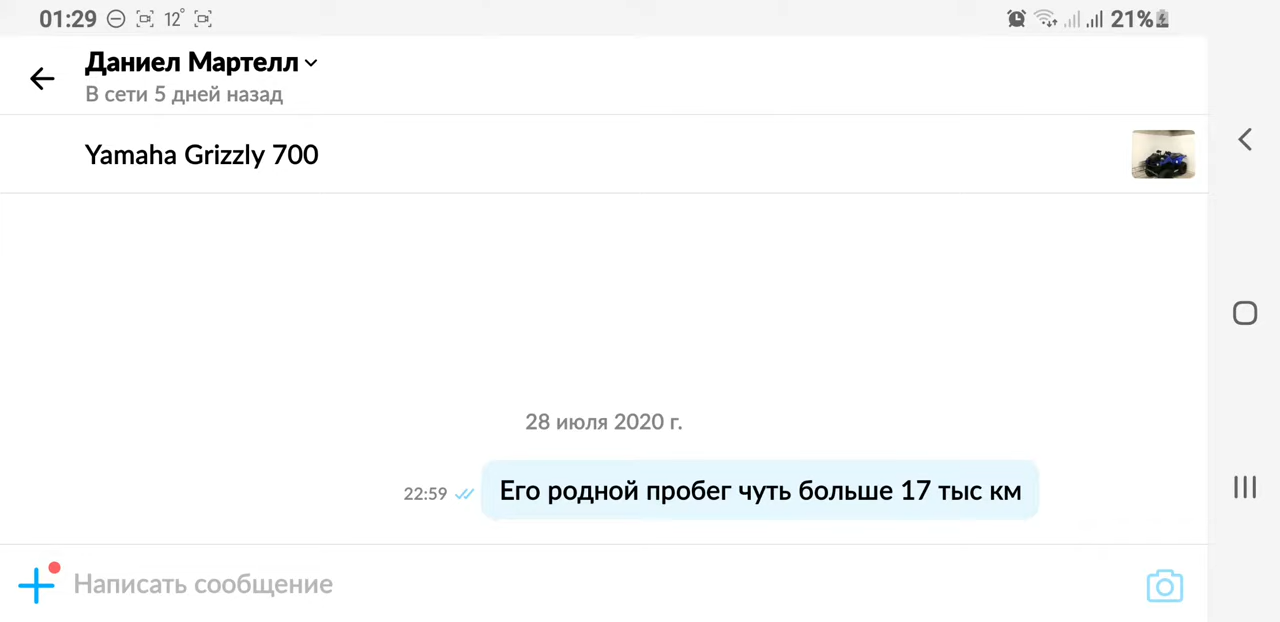 01:29 12° 21%
Даниел Мартелл
В сети 5 дней назад
Yamaha Grizzly 700
28 июля 2020 г.
22:59 Его родной пробег чуть больше 17 тыс км
Написать сообщение